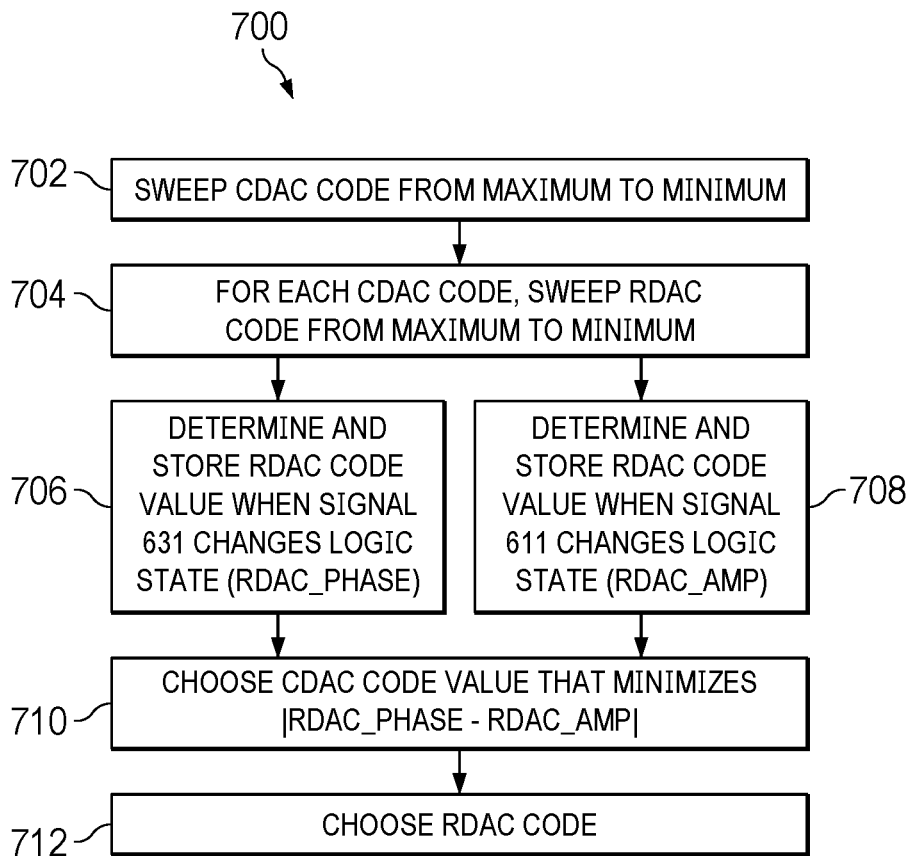 700
702
SWEEP CDAC CODE FROM MAXIMUM TO MINIMUM
704
FOR EACH CDAC CODE, SWEEP RDAC
CODE FROM MAXIMUM TO MINIMUM
706
DETERMINE AND
STORE RDAC CODE
VALUE WHEN SIGNAL
631 CHANGES LOGIC
STATE (RDAC_PHASE)
DETERMINE AND
STORE RDAC CODE
VALUE WHEN SIGNAL
611 CHANGES LOGIC
STATE (RDAC_AMP)
708
710
CHOOSE CDAC CODE VALUE THAT MINIMIZES
|RDAC_PHASE - RDAC_AMP|
712
CHOOSE RDAC CODE